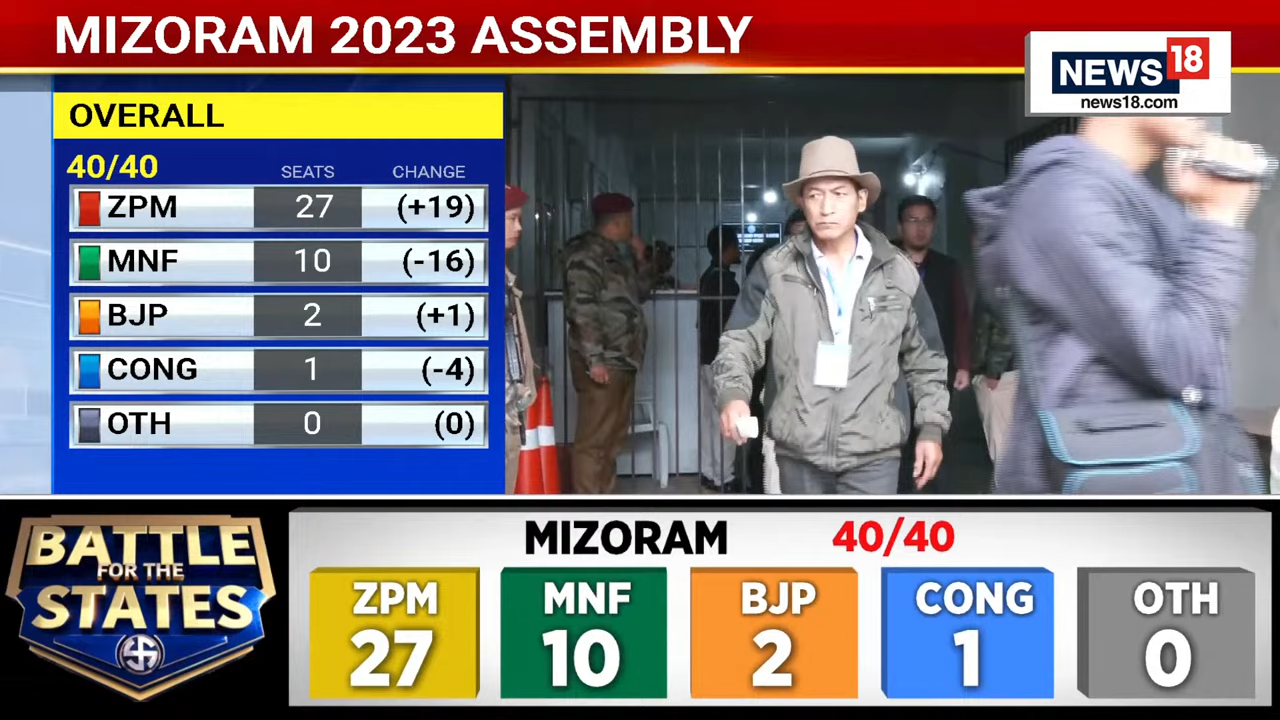 MIZORAM 2023 ASSEMBLY
NEWS 18
news18.com
OVERALL
40/40 SEATS CHANGE
ZPM 27 (+19)
MNF 10 (-16)
BJP 2 (+1)
CONG 1 (-4)
OTH 0 (0)
BATTLE
FOR THE
STATES
MIZORAM 40/40
ZPM MNF BJP CONG OTH
27 10 2 1 0